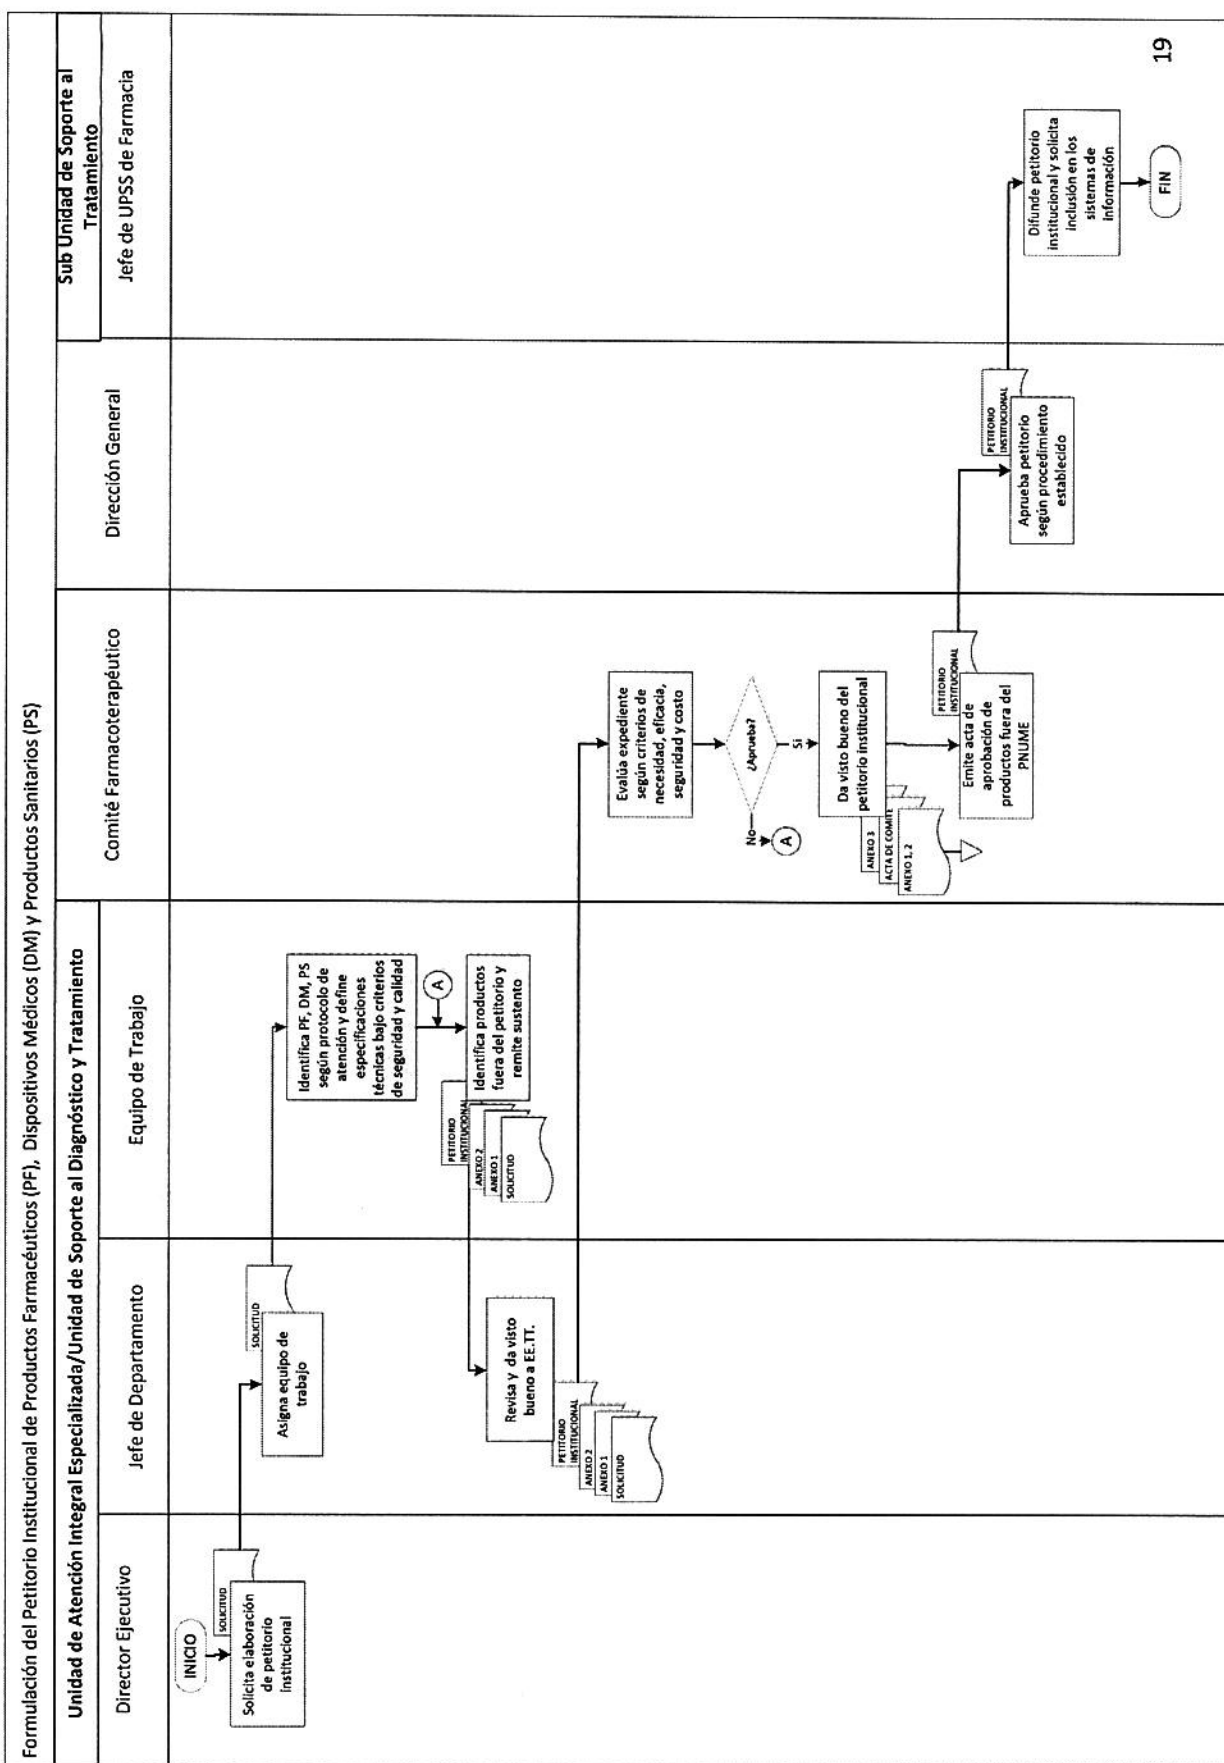 Formulación del Petitorio Institucional de Productos Farmacéuticos (PF), Dispositivos Médicos (DM) y Productos Sanitarios (PS)
Unidad de Atención Integral Especializada/Unidad de Soporte al Diagnóstico y Tratamiento
Sub Unidad de Soporte al
Tratamiento
Director Ejecutivo
Jefe de Departamento
Equipo de Trabajo
Comité Farmacoterapéutico
Dirección General
Jefe de UPSS de Farmacia
INICIO
SOLICITUD
Solicita elaboración
de petitorio
institucional
SOLICITUD
Asigna equipo de
trabajo
Identifica PF, DM, PS
según protocolo de
atención y define
especificaciones
técnicas bajo criterios
de seguridad y calidad
A
Identifica productos
fuera del petitorio y
remite sustento
PETITORIO
INSTITUCIONAL
ANEXO 2
ANEXO 1
SOLICITUD
Revisa y da visto
bueno a EE.TT.
PETITORIO
INSTITUCIONAL
ANEXO 2
ANEXO 1
SOLICITUD
Evalúa expediente
según criterios de
necesidad, eficacia,
seguridad y costo
¿Aprueba?
No
A
Si
Da visto bueno del
petitorio institucional
ANEXO 3
ACTA DE COMITÉ
ANEXO 1, 2
PETITORIO
INSTITUCIONAL
Emite acta de
aprobación de
productos fuera del
PNUME
PETITORIO
INSTITUCIONAL
Aprueba petitorio
según procedimiento
establecido
Difunde petitorio
institucional y solicita
inclusión en los
sistemas de
información
FIN
19